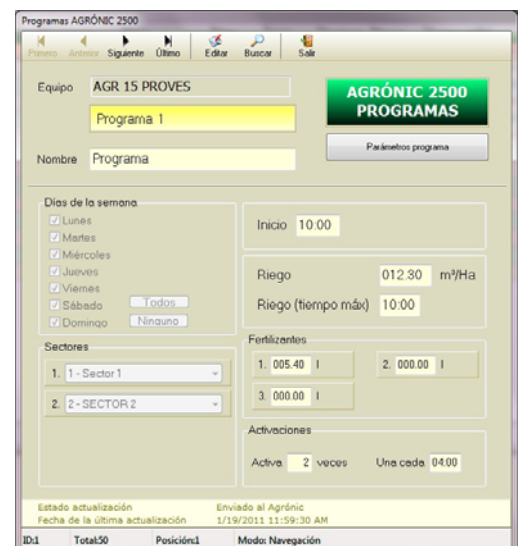 Programas AGRÓNIC 2500
Primero Anterior Siguiente Último Editar Buscar Salir
Equipo AGR 15 PROVES
Programa 1
AGRÓNIC 2500
PROGRAMAS
Parámetros programa
Nombre Programa
Días de la semana
Lunes
Martes
Miércoles
Jueves
Viernes
Sábado Todos
Domingo Ninguno
Inicio 10:00
Riego 012.30 m³/Ha
Riego (tiempo máx) 10:00
Sectores
1. 1 - Sector 1
2. 2 - SECTOR 2
Fertilizantes
1. 005.40 l 2. 000.00 l
3. 000.00 l
Activaciones
Activa 2 veces Una cada 04:00
Estado actualización Enviado al Agrónic
Fecha de la última actualización 1/19/2011 11:59:30 AM
ID:1 Total:50 Posición:1 Modo: Navegación